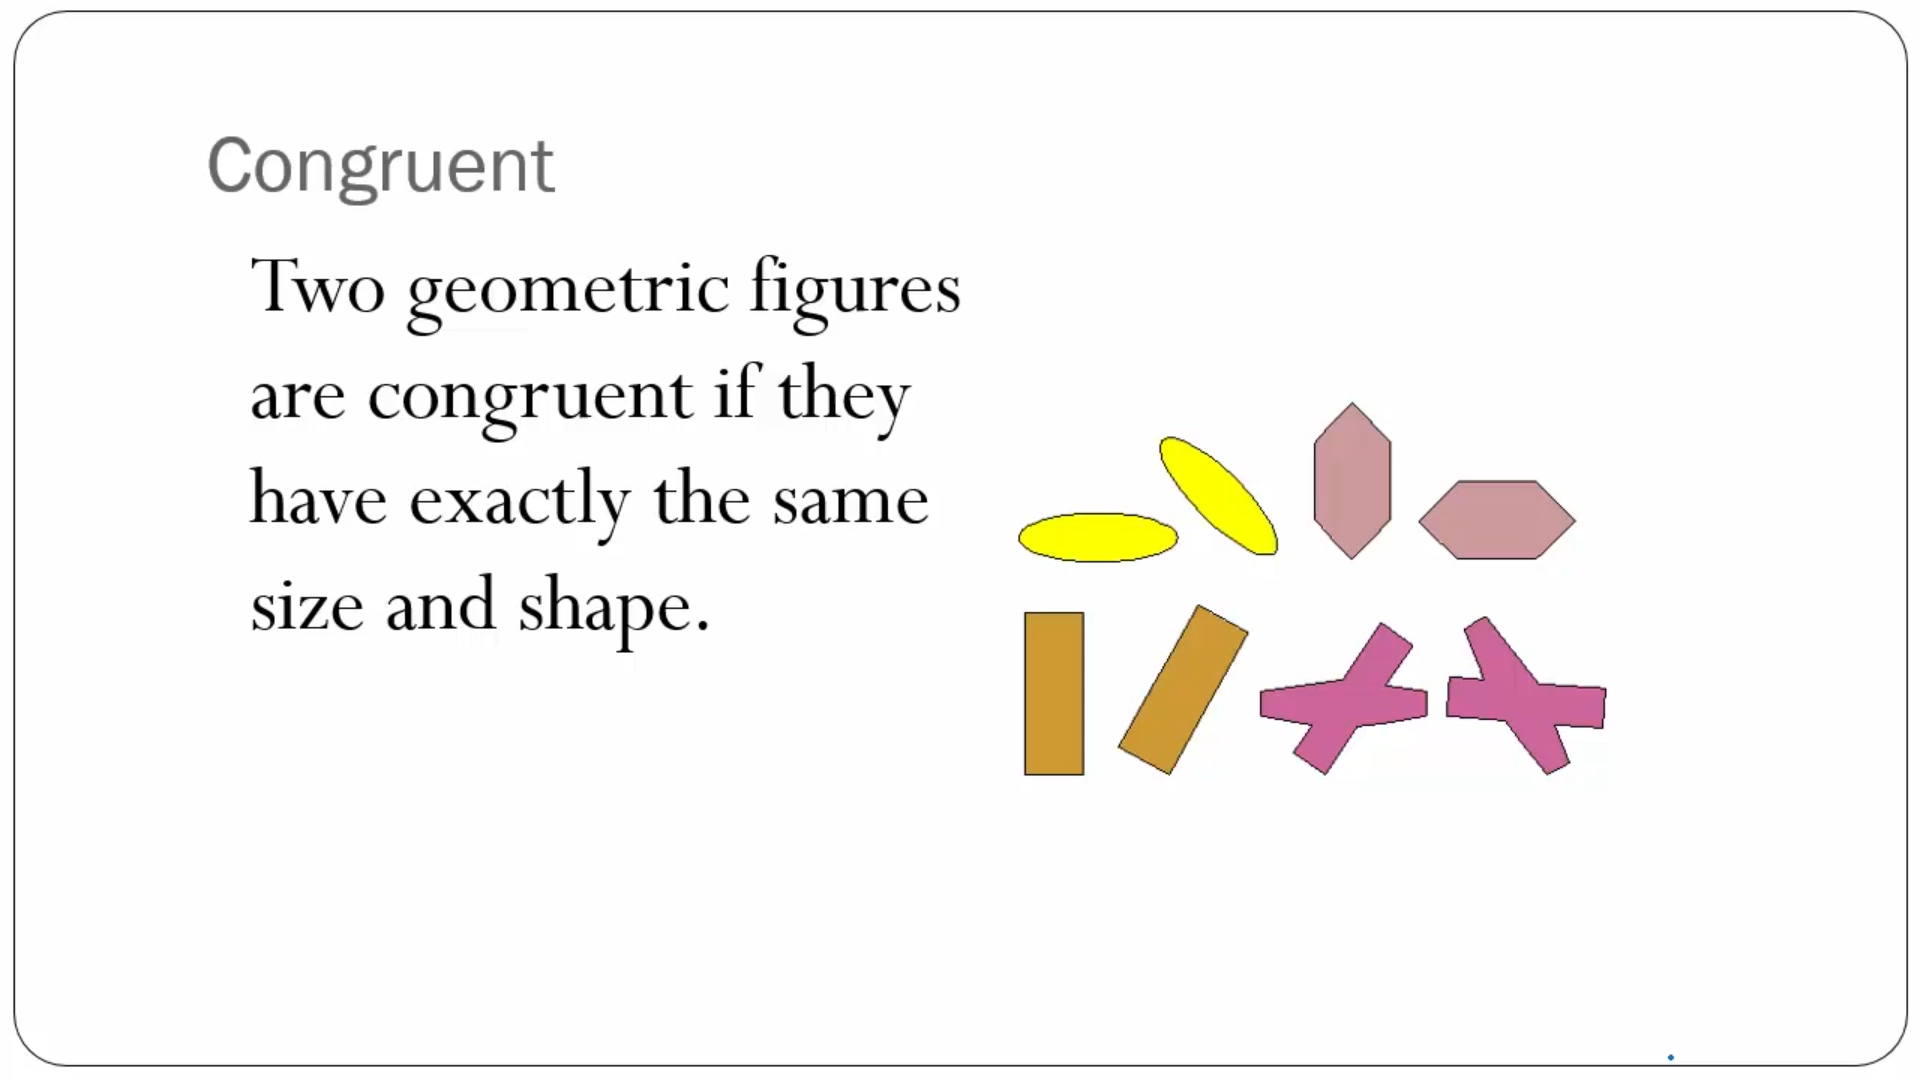 Congruent
Two geometric figures
are congruent if they
have exactly the same
size and shape.